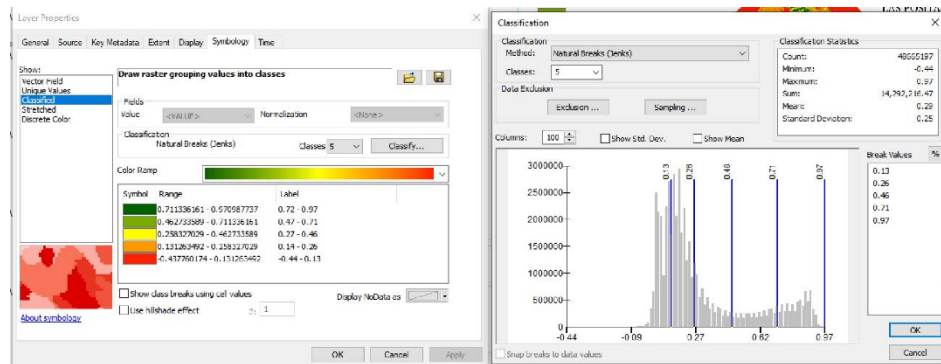 Layer Properties
General Source Key Metadata Extent Display Symbology Time
Show:
Vector Field
Unique Values
Classified
Stretched
Discrete Color
Draw raster grouping values into classes
Fields
Value <VALUE> Normalization <None>
Classification
Natural Breaks (Jenks) Classes 5 Classify...
Color Ramp
Symbol Range Label
0.711336161 - 0.970987737 0.72 - 0.97
0.462733589 - 0.711336161 0.47 - 0.71
0.258327029 - 0.462733589 0.27 - 0.46
0.131263492 - 0.258327029 0.14 - 0.26
-0.437760174 - 0.131263492 -0.44 - 0.13
Show class breaks using cell values
Display NoData as
Use hillshade effect Z: 1
About symbology
OK Cancel Apply
Classification
Classification
Method: Natural Breaks (Jenks)
Classes: 5
Data Exclusion
Exclusion ... Sampling ...
Classification Statistics
Count: 48665197
Minimum: -0.44
Maximum: 0.97
Sum: 14,292,216.47
Mean: 0.29
Standard Deviation: 0.25
Columns: 100 Show Std. Dev. Show Mean
Break Values %
0.13
0.26
0.46
0.71
0.97
0.13 0.26 0.46 0.71 0.97
3000000
2500000
2000000
1500000
1000000
500000
0
-0.44 -0.09 0.27 0.62 0.97
Snap breaks to data values
OK
Cancel